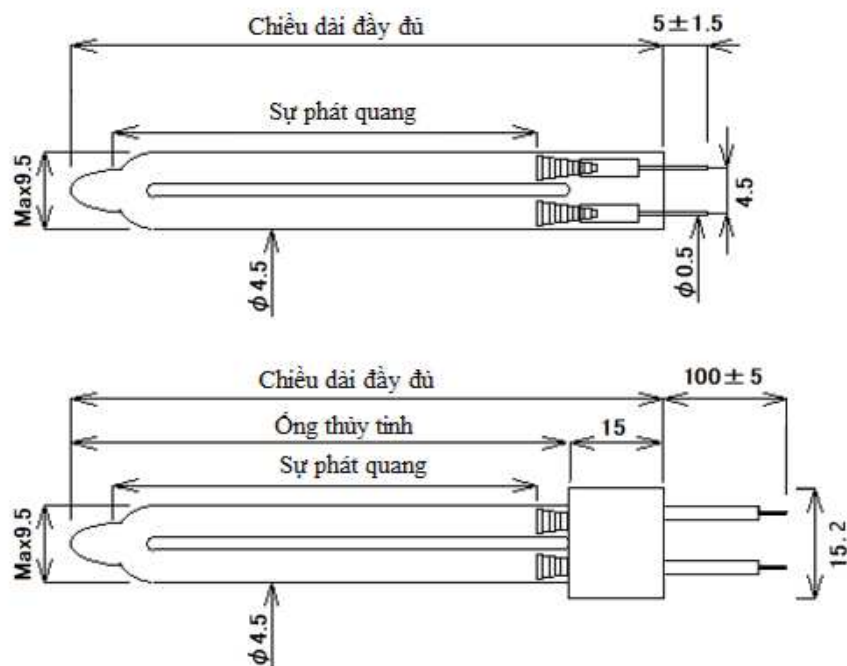 Chiều dài đầy đủ
5±1.5
Sự phát quang
Max9.5
4.5
ϕ4.5
ϕ0.5
Chiều dài đầy đủ
100±5
Ống thủy tinh
15
Sự phát quang
Max9.5
15.2
ϕ4.5